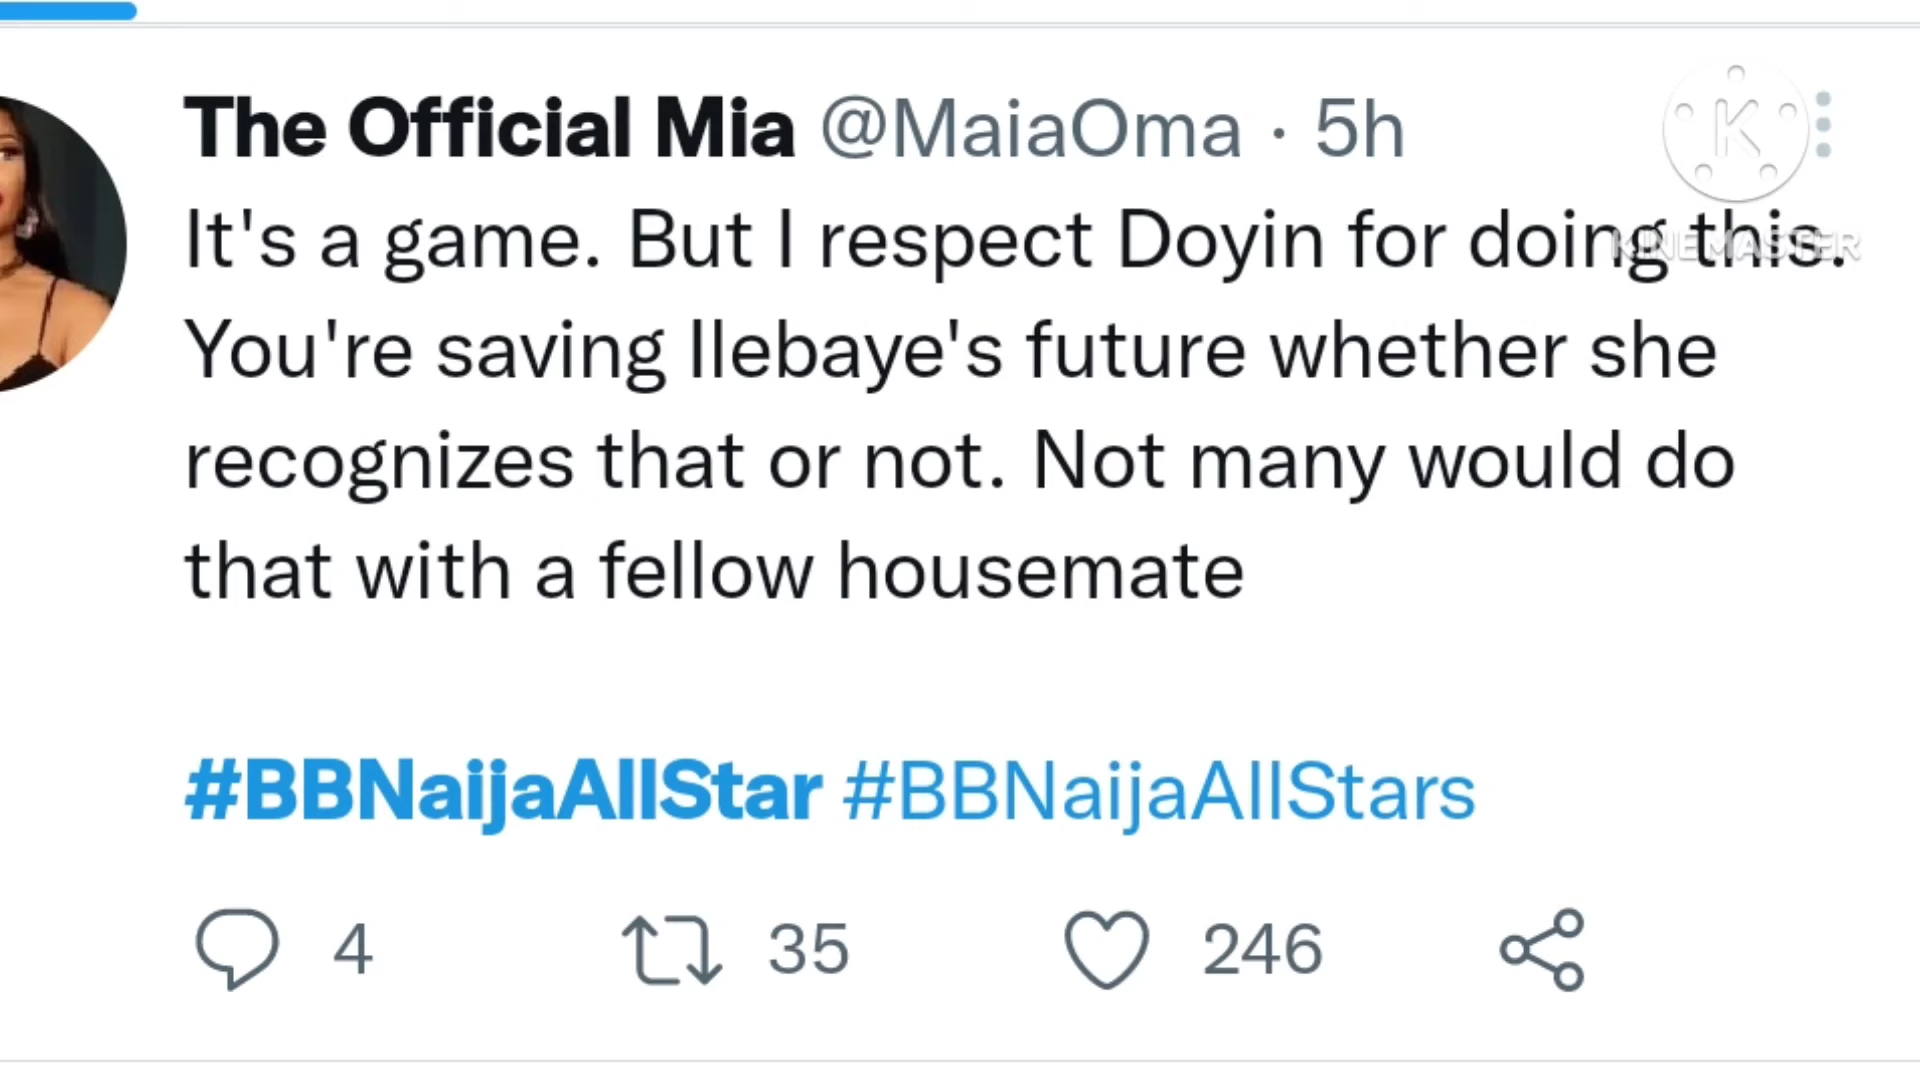 The Official Mia @MaiaOma · 5h
K
It's a game. But I respect Doyin for doing this.
KINEMASTER
You're saving Ilebaye's future whether she
recognizes that or not. Not many would do
that with a fellow housemate
#BBNaijaAllStar #BBNaijaAllStars
4 35 246